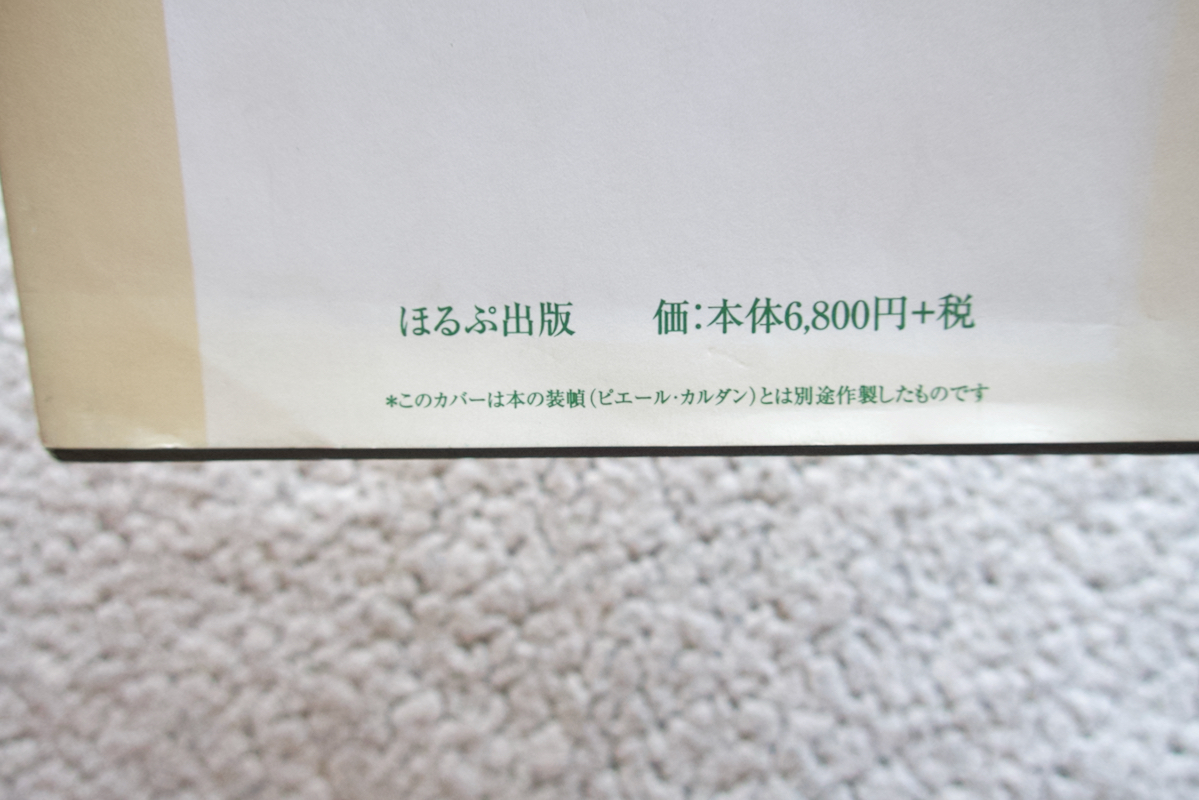 ほるぷ出版　　価：本体6,800円+税
*このカバーは本の装幀（ピエール・カルダン）とは別途作製したものです